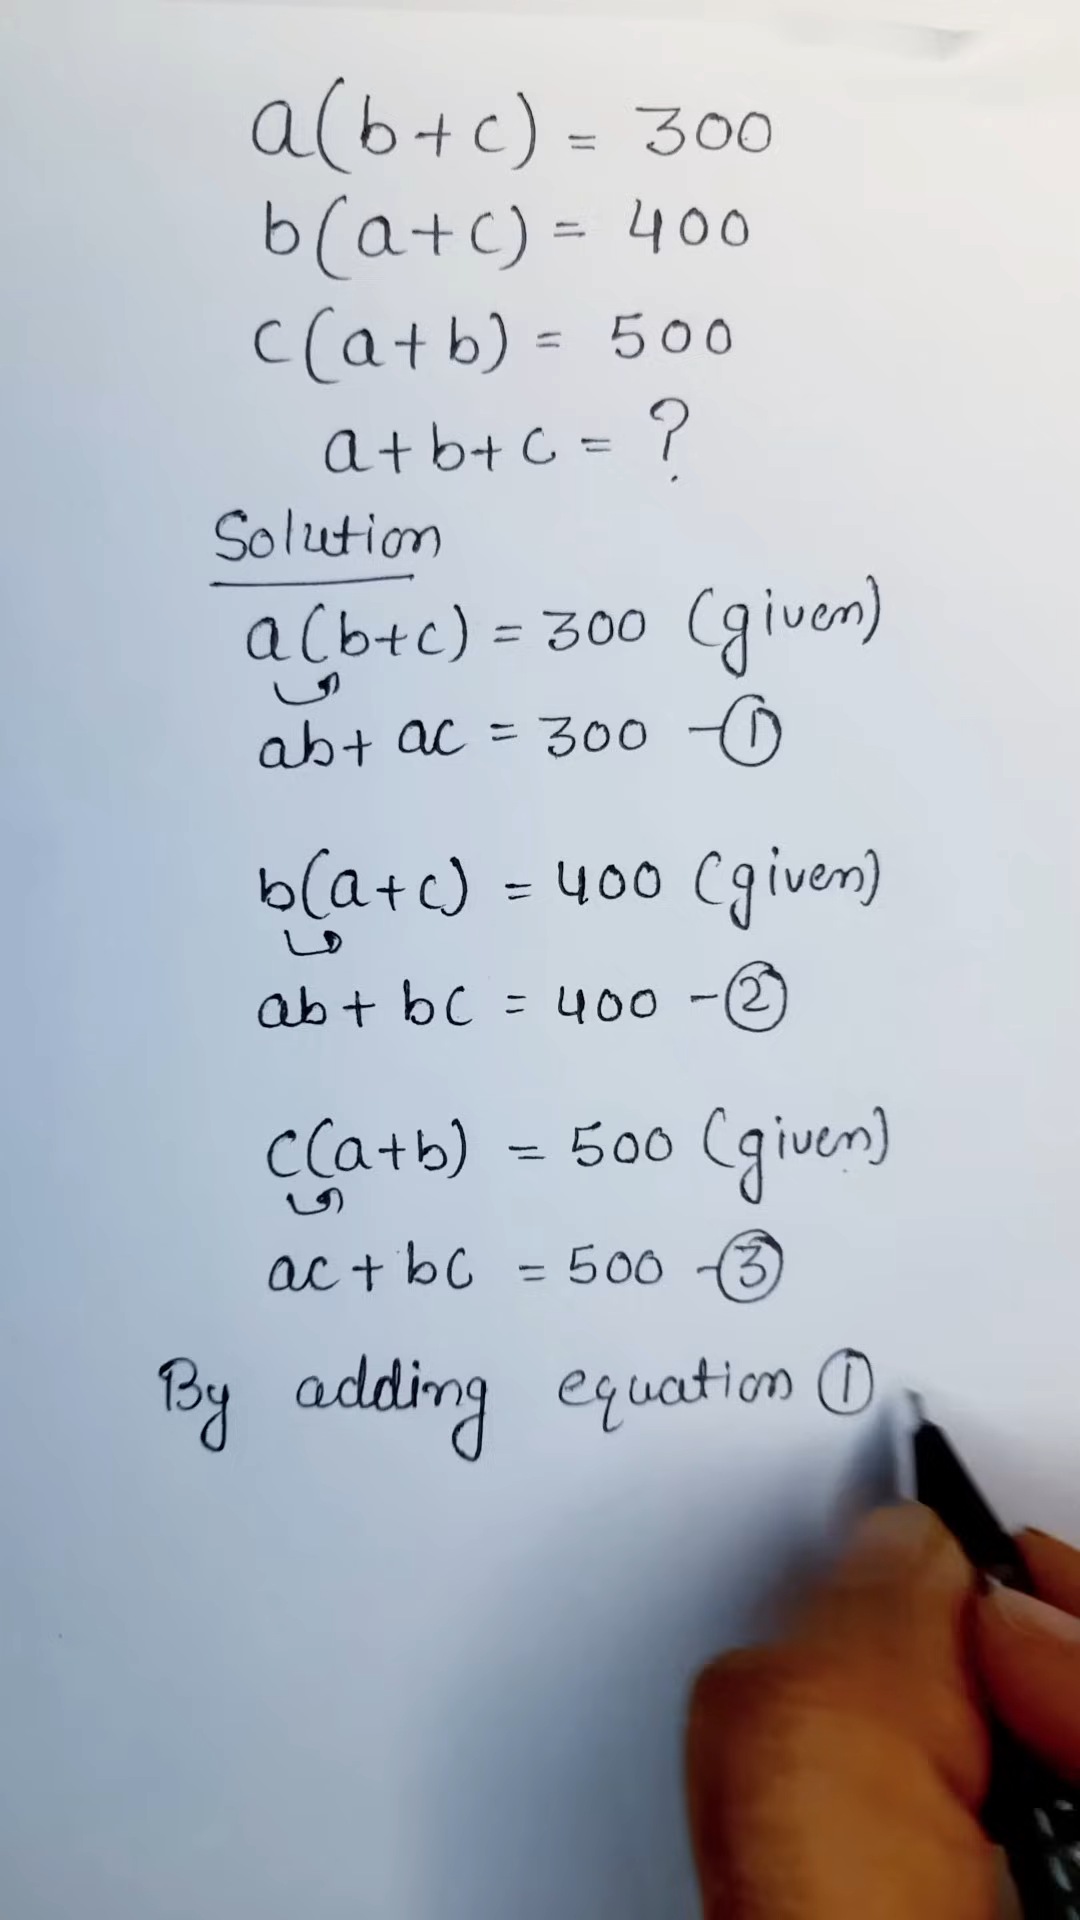 a(b+c) = 300
b(a+c) = 400
c(a+b) = 500
a+b+c = ?
Solution
a(b+c) = 300 (given)
ab+ ac = 300 -①
b(a+c) = 400 (given)
ab + bc = 400 -②
c(a+b) = 500 (given)
ac + bc = 500 -③
By adding equation ①